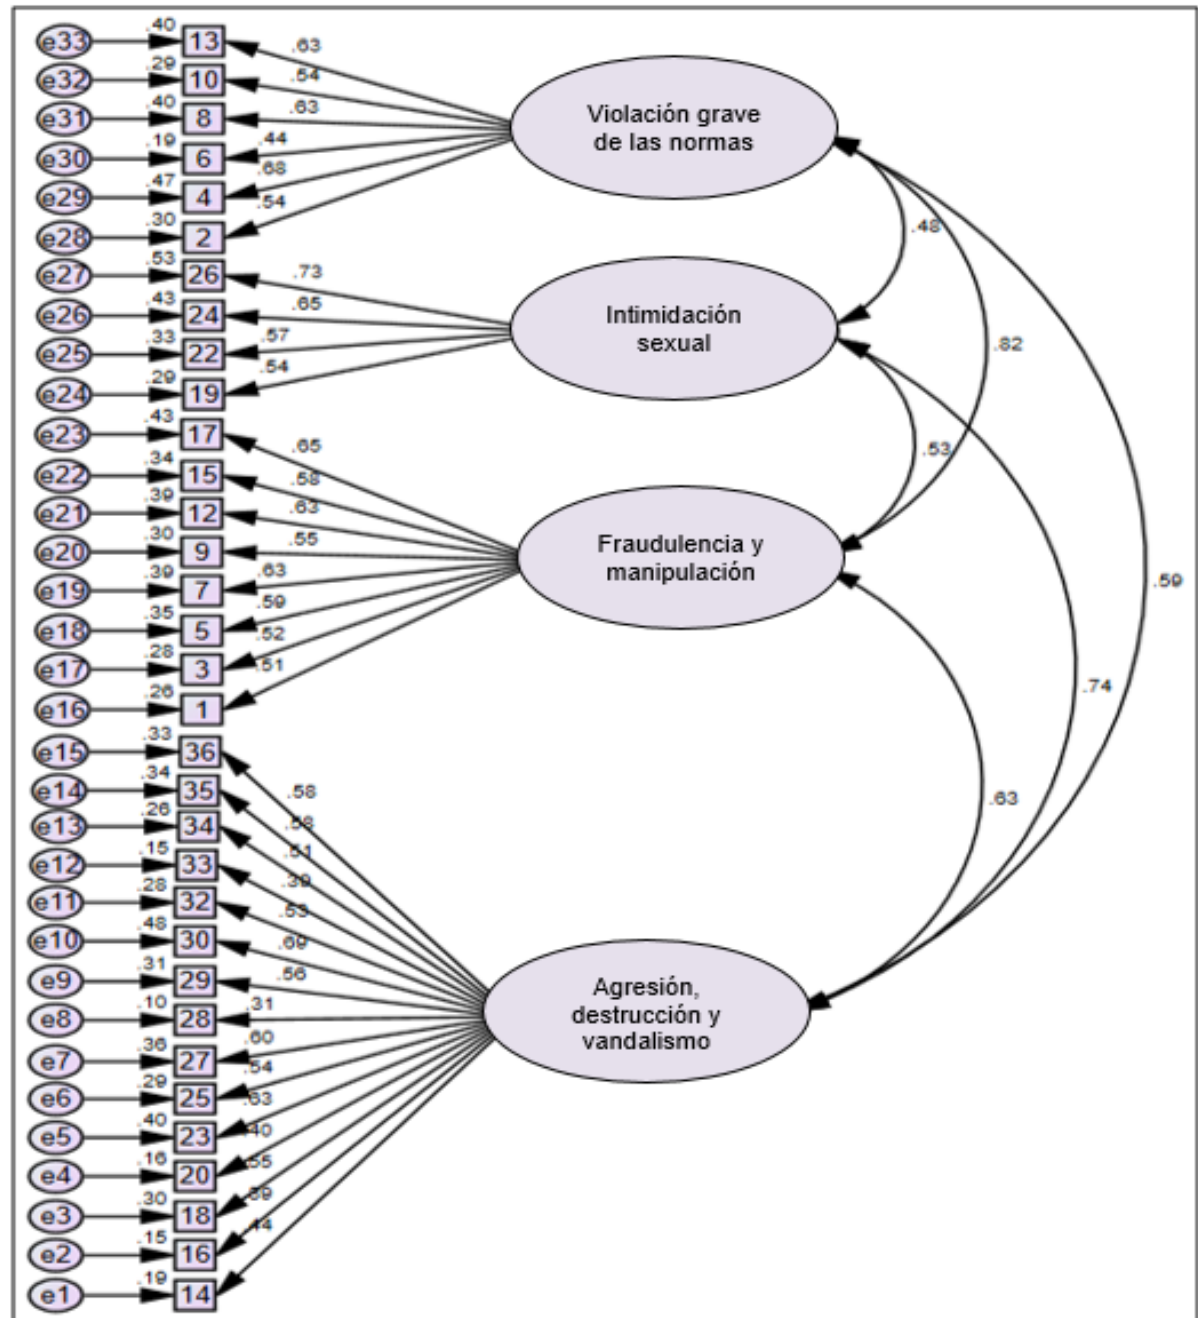 e33 .40 13 .63
e32 .29 10 .54
e31 .40 8 .63
e30 .19 6 .44
e29 .47 4 .68
e28 .30 2 .54
Violación grave
de las normas
e27 .53 26 .73
e26 .43 24 .65
e25 .33 22 .57
e24 .29 19 .54
Intimidación
sexual
e23 .43 17 .65
e22 .34 15 .58
e21 .39 12 .63
e20 .30 9 .55
e19 .39 7 .63
e18 .35 5 .59
e17 .28 3 .52
e16 .26 1 .51
Fraudulencia y
manipulación
e15 .33 36 .58
e14 .34 35 .58
e13 .26 34 .51
e12 .15 33 .39
e11 .28 32 .53
e10 .48 30 .69
e9 .31 29 .56
e8 .10 28 .31
e7 .36 27 .60
e6 .29 25 .54
e5 .40 23 .63
e4 .16 20 .40
e3 .30 18 .55
e2 .15 16 .39
e1 .19 14 .44
Agresión,
destrucción y
vandalismo
.48
.82
.53
.59
.74
.63